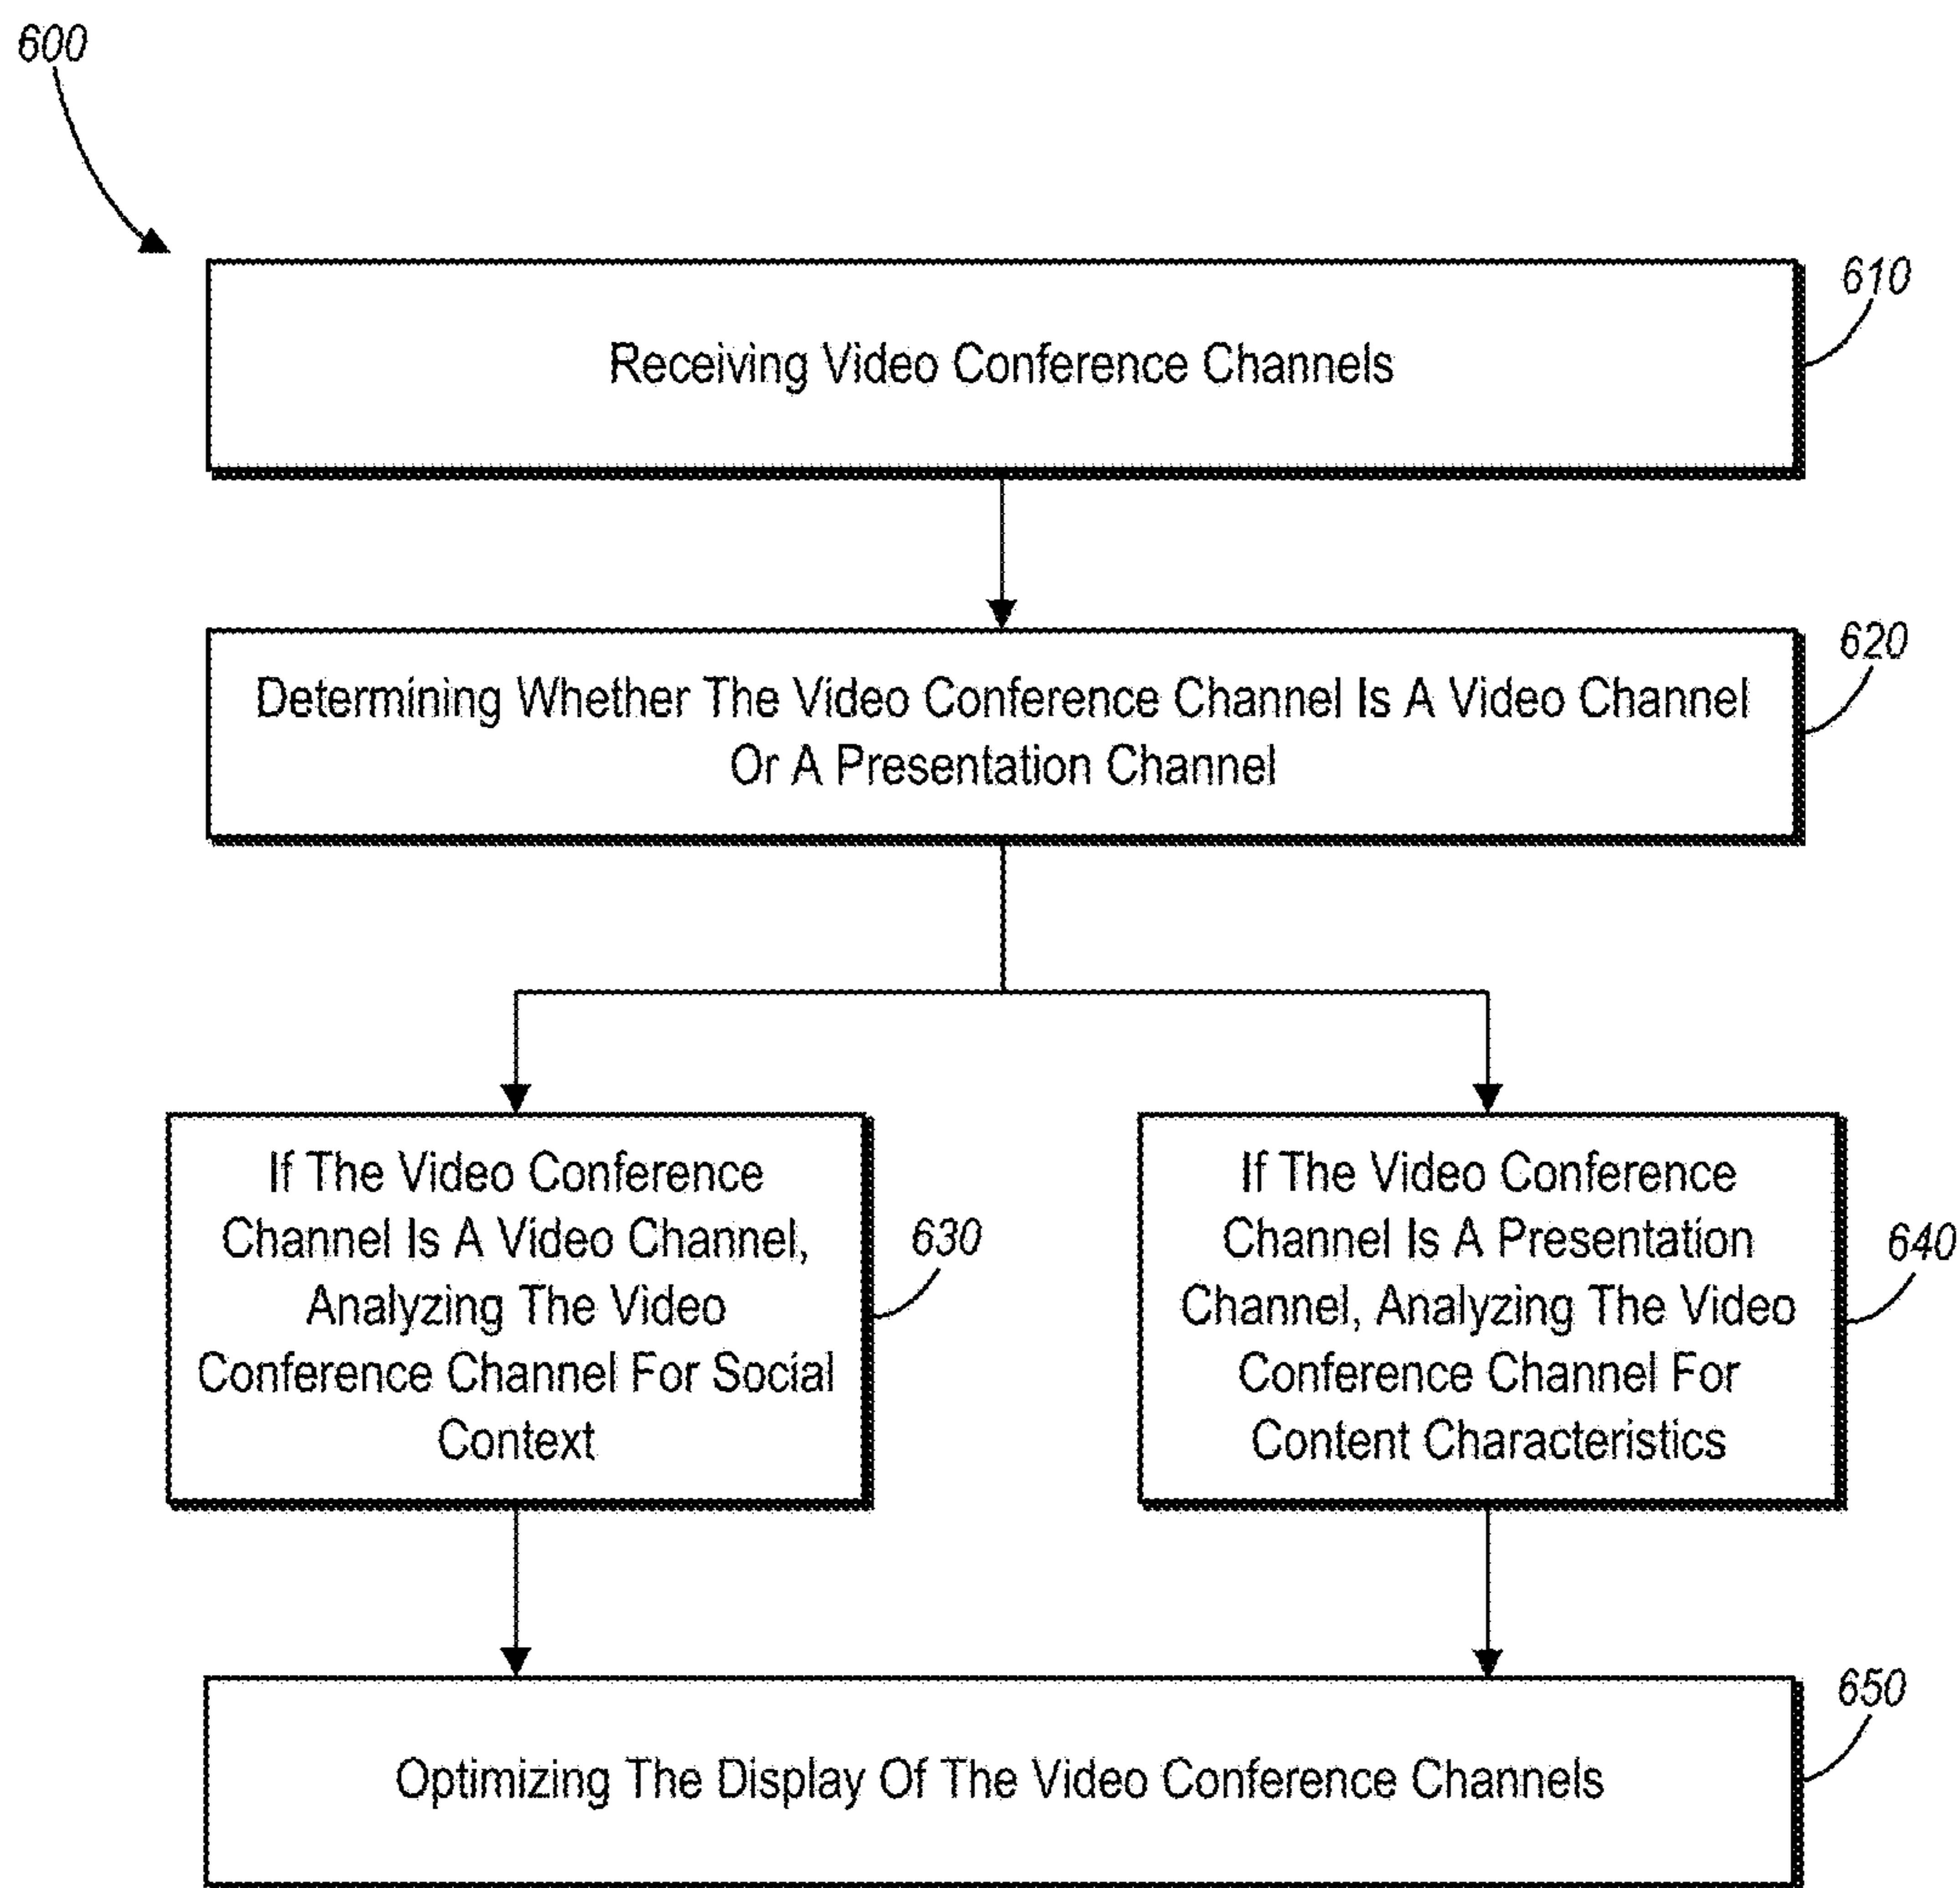 600
610
Receiving Video Conference Channels
620
Determining Whether The Video Conference Channel Is A Video Channel
Or A Presentation Channel
If The Video Conference
Channel Is A Video Channel,
Analyzing The Video
Conference Channel For Social
Context
630
If The Video Conference
Channel Is A Presentation
Channel, Analyzing The Video
Conference Channel For
Content Characteristics
640
650
Optimizing The Display Of The Video Conference Channels